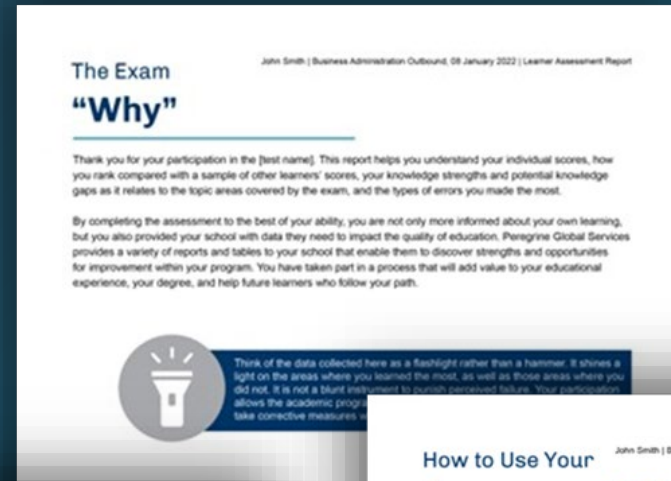 John Smith | Business Administration Outbound, 08 January 2022 | Learner Assessment Report
The Exam
“Why”
Thank you for your participation in the [test name]. This report helps you understand your individual scores, how
you rank compared with a sample of other learners' scores, your knowledge strengths and potential knowledge
gaps as it relates to the topic areas covered by the exam, and the types of errors you made the most.
By completing the assessment to the best of your ability, you are not only more informed about your own learning,
but you also provided your school with data they need to impact the quality of education. Peregrine Global Services
provides a variety of reports and tables to your school that enable them to discover strengths and opportunities
for improvement within your program. You have taken part in a process that will add value to your educational
experience, your degree, and help future learners who follow your path.
Think of the data collected here as a flashlight rather than a hammer. It shines a
light on the areas where you learned the most, as well as those areas where you
did not. It is not a blunt instrument to punish perceived failure. Your participation
allows the academic
take corrective measures
John Smith |
How to Use Your